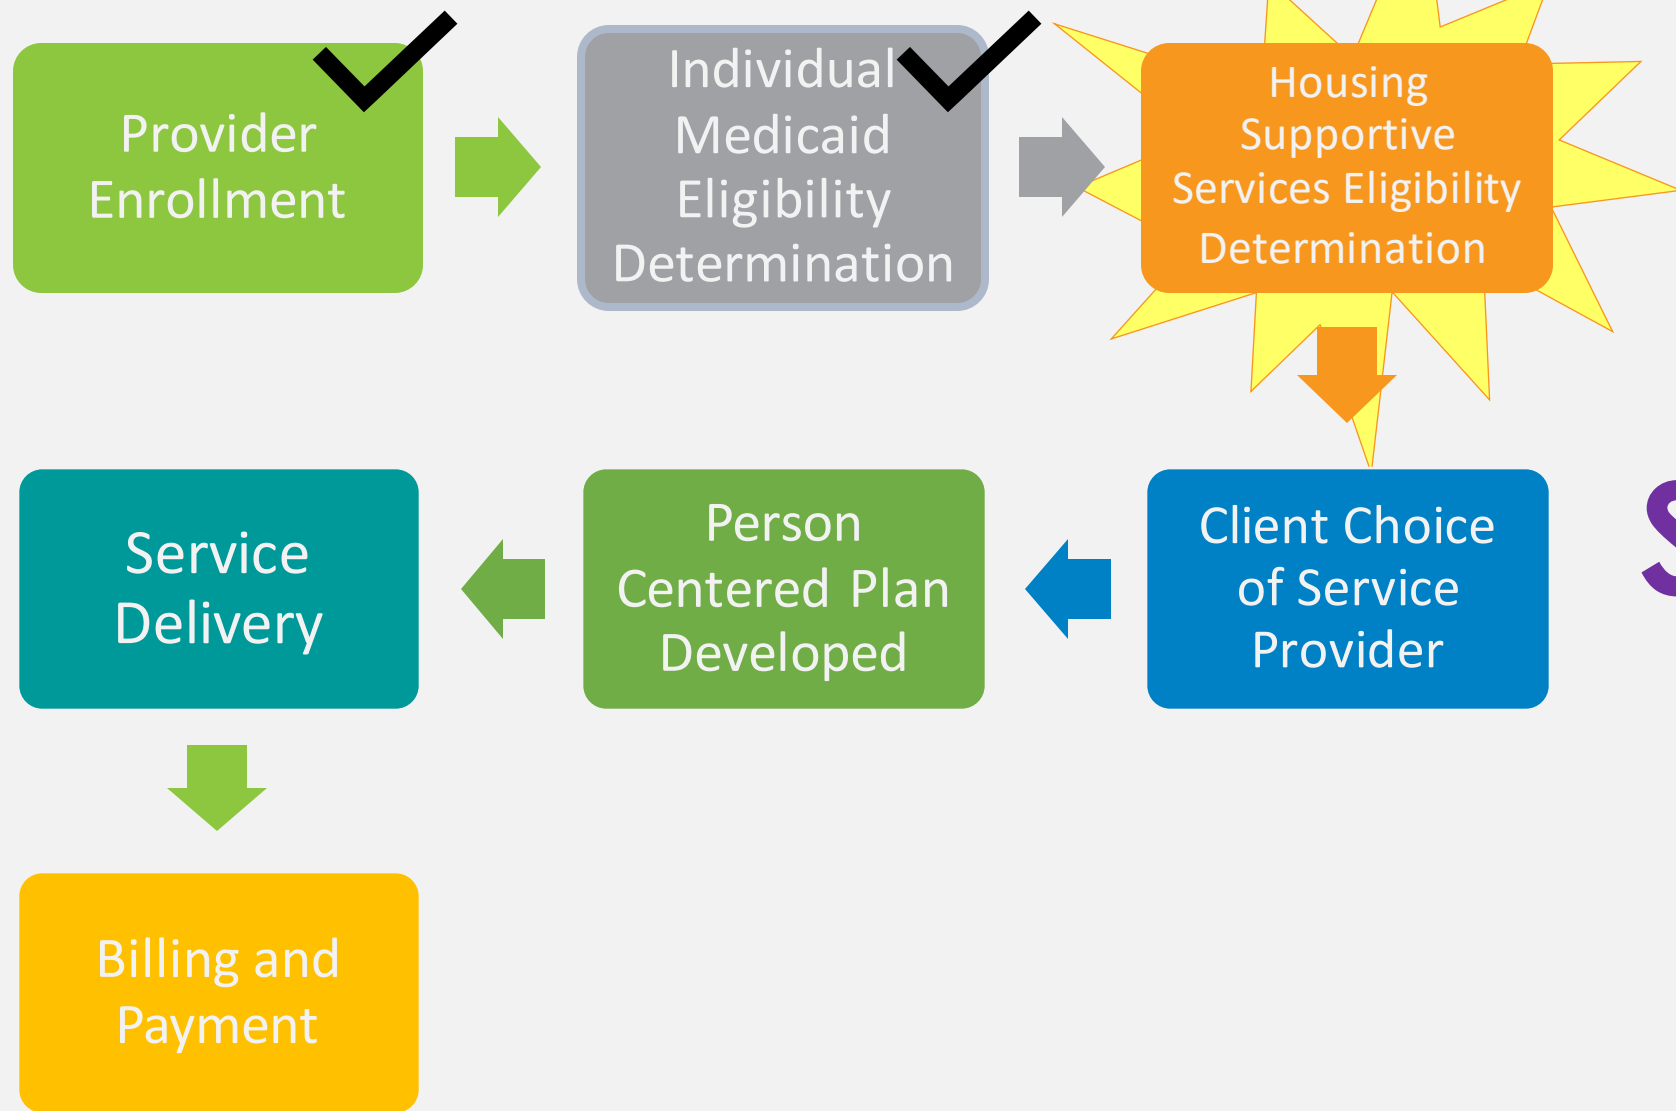 Provider
Enrollment
Individual
Medicaid
Eligibility
Determination
Housing
Supportive
Services Eligibility
Determination
Client Choice
of Service
Provider
Person
Centered Plan
Developed
Service
Delivery
Billing and
Payment